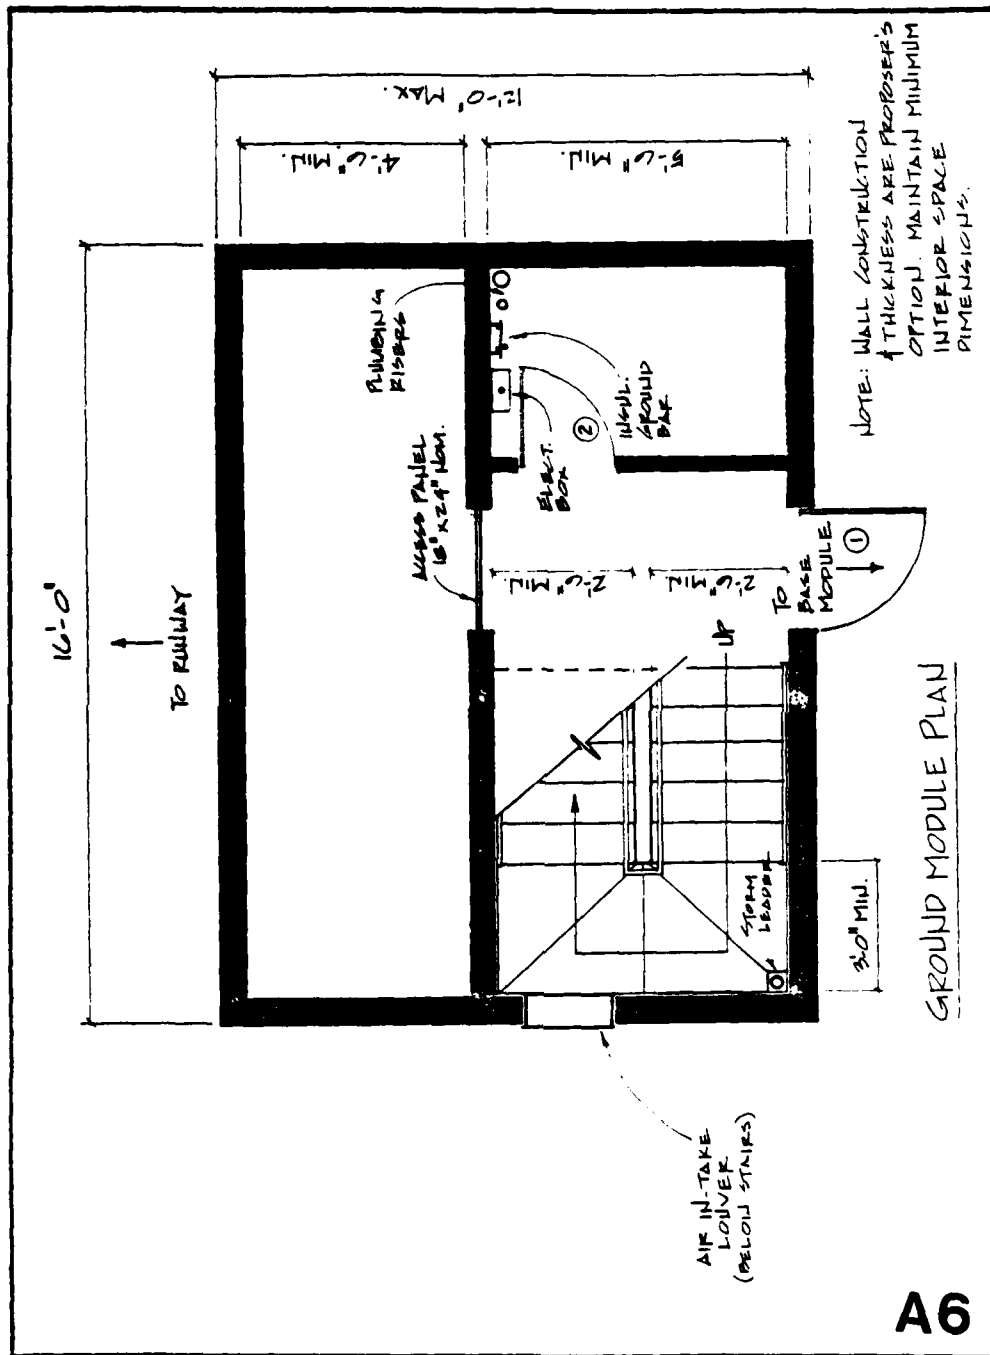 12'-0" MAX.
4'-6" MIN.
5'-6" MIN.
16'-0"
TO RUNWAY
PLUMBING
RISERS
ACCESS PANEL
18" x 24" NOM.
ELECT.
BOX
INSUL.
GROUND
BAR
2
2'-6" MIN.
2'-6" MIN.
TO
BASE
MODULE
1
UP
STORM
LEADER
3'-0" MIN.
AIR IN-TAKE
LOUVER
(BELOW STAIRS)
NOTE: WALL CONSTRUCTION
& THICKNESS ARE PROPOSER'S
OPTION. MAINTAIN MINIMUM
INTERIOR SPACE
DIMENSIONS.
GROUND MODULE PLAN
A6